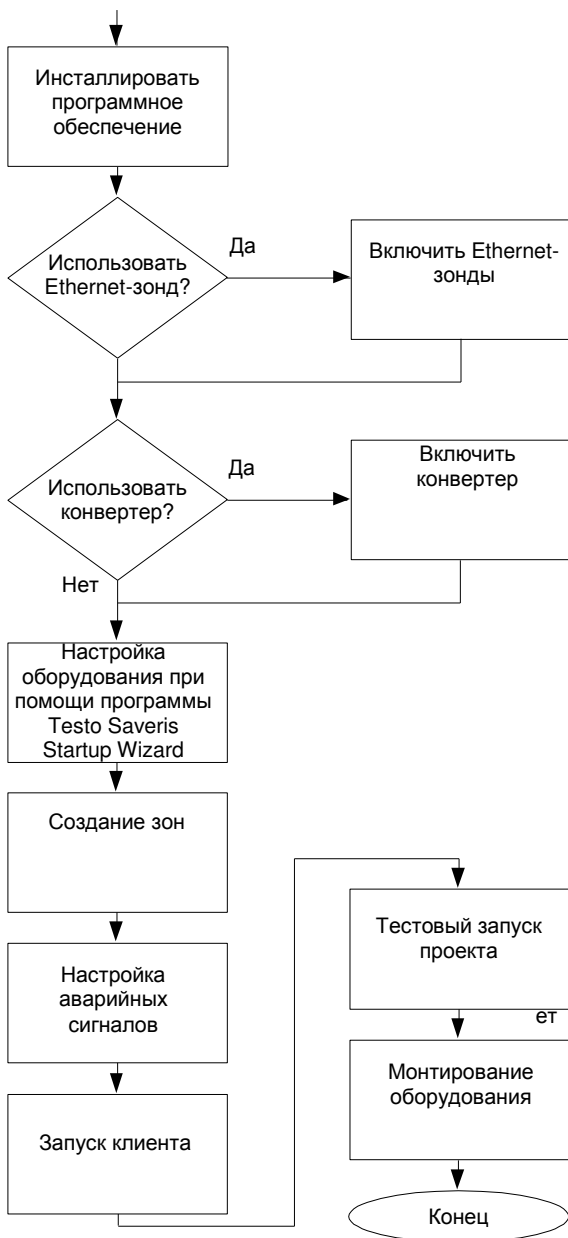 Инсталлировать
программное
обеспечение
Использовать
Ethernet-зонд?
Да
Включить Ethernet-
зонды
Использовать
конвертер?
Да
Включить
конвертер
Нет
Настройка
оборудования при
помощи программы
Testo Saveris
Startup Wizard
Создание зон
Настройка
аварийных
сигналов
Запуск клиента
Тестовый запуск
проекта
ет
Монтирование
оборудования
Конец